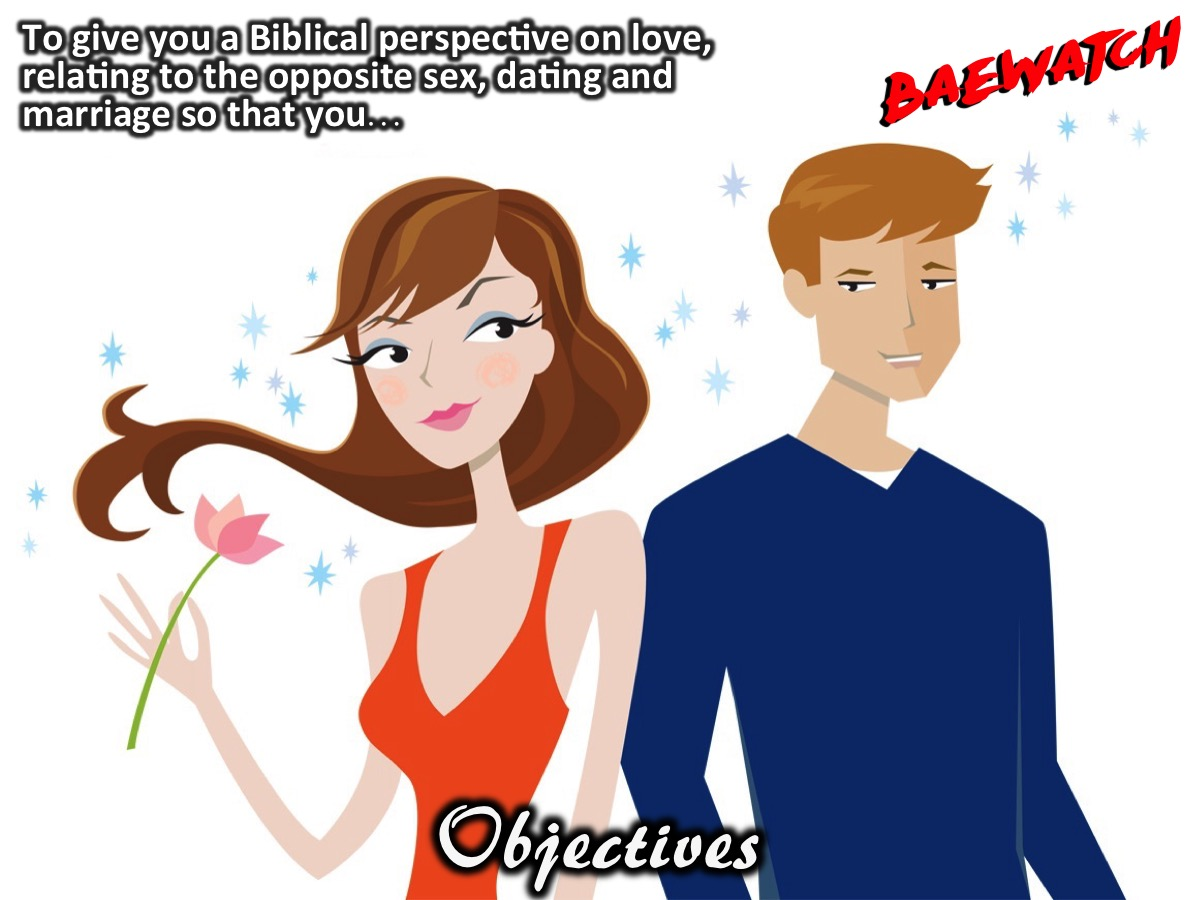 To give you a Biblical perspective on love,
relating to the opposite sex, dating and
marriage so that you…
BAEWATCH
Objectives